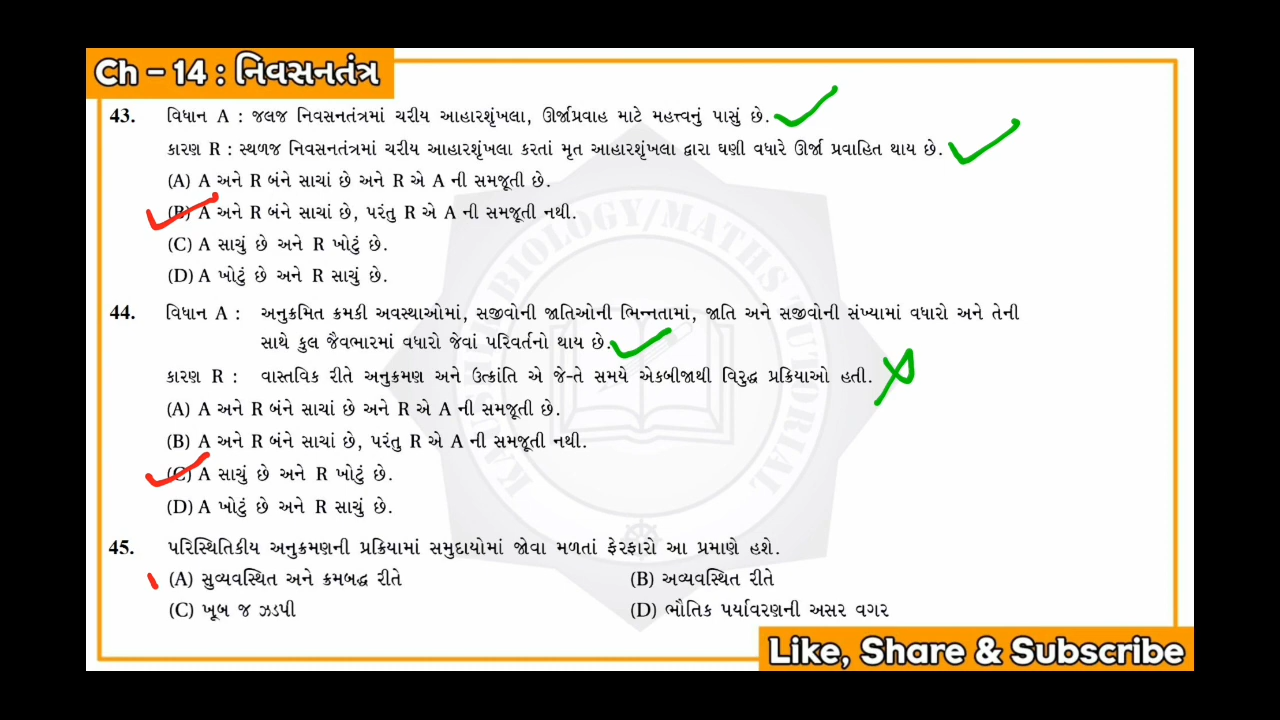 Ch – 14 : નિવસનતંત્ર
43. વિધાન A : જલજ નિવસનતંત્રમાં ચરીય આહારશૃંખલા, ઊર્જાપ્રવાહ માટે મહત્ત્વનું પાસું છે.
કારણ R : સ્થળજ નિવસનતંત્રમાં ચરીય આહારશૃંખલા કરતાં મૃત આહારશૃંખલા દ્વારા ઘણી વધારે ઊર્જા પ્રવાહિત થાય છે.
(A) A અને R બંને સાચાં છે અને R એ A ની સમજૂતી છે.
(B) A અને R બંને સાચાં છે, પરંતુ R એ A ની સમજૂતી નથી.
(C) A સાચું છે અને R ખોટું છે.
(D) A ખોટું છે અને R સાચું છે.
44. વિધાન A : અનુક્રમિત ક્રમકી અવસ્થાઓમાં, સજીવોની જાતિઓની ભિન્નતામાં, જાતિ અને સજીવોની સંખ્યામાં વધારો અને તેની
સાથે કુલ જૈવભારમાં વધારો જેવાં પરિવર્તનો થાય છે.
કારણ R : વાસ્તવિક રીતે અનુક્રમણ અને ઉત્ક્રાંતિ એ જે-તે સમયે એકબીજાથી વિરુદ્ધ પ્રક્રિયાઓ હતી.
(A) A અને R બંને સાચાં છે અને R એ A ની સમજૂતી છે.
(B) A અને R બંને સાચાં છે, પરંતુ R એ A ની સમજૂતી નથી.
(C) A સાચું છે અને R ખોટું છે.
(D) A ખોટું છે અને R સાચું છે.
45. પરિસ્થિતિકીય અનુક્રમણની પ્રક્રિયામાં સમુદાયોમાં જોવા મળતાં ફેરફારો આ પ્રમાણે હશે.
(A) સુવ્યવસ્થિત અને ક્રમબદ્ધ રીતે (B) અવ્યવસ્થિત રીતે
(C) ખૂબ જ ઝડપી (D) ભૌતિક પર્યાવરણની અસર વગર
Like, Share & Subscribe
BIOLOGY/MATHS TUTORIAL